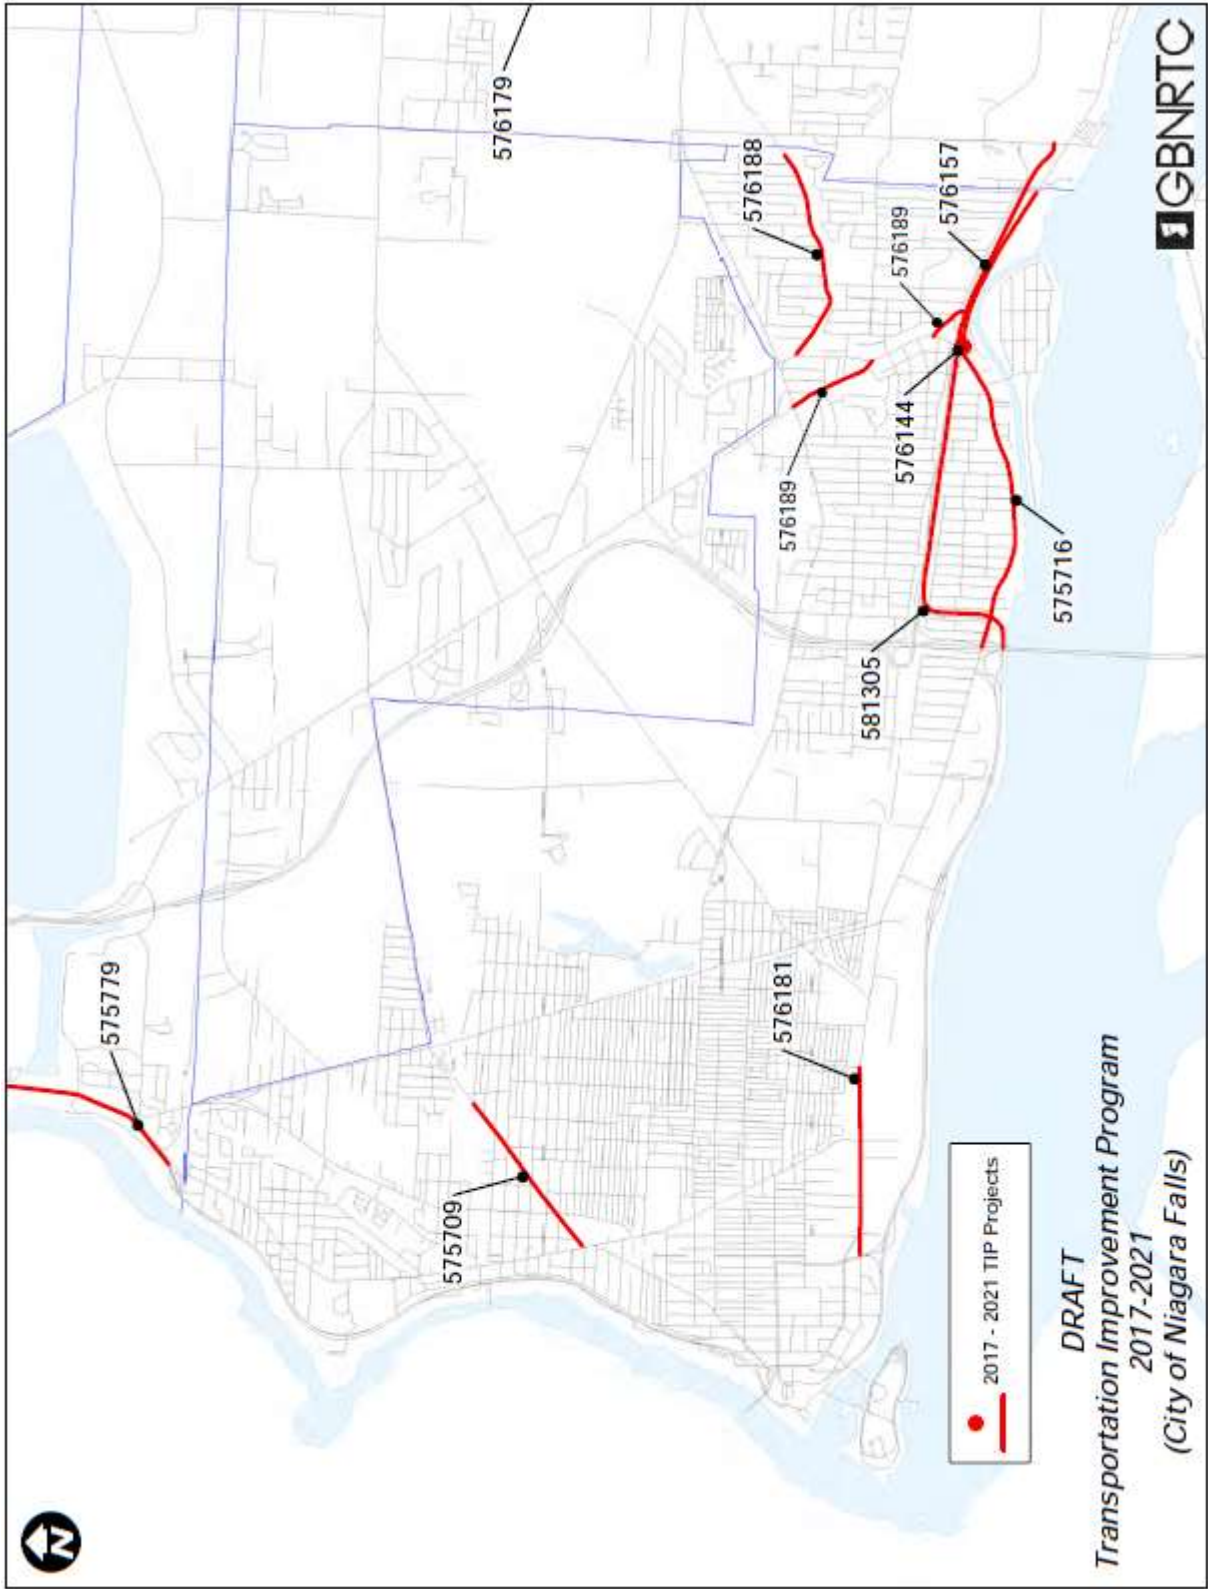 576179
575779
576188
576189
576157
576144
576189
575709
576181
581305
575716
2017 - 2021 TIP Projects
DRAFT
Transportation Improvement Program
2017-2021
(City of Niagara Falls)
GBNRTC
N